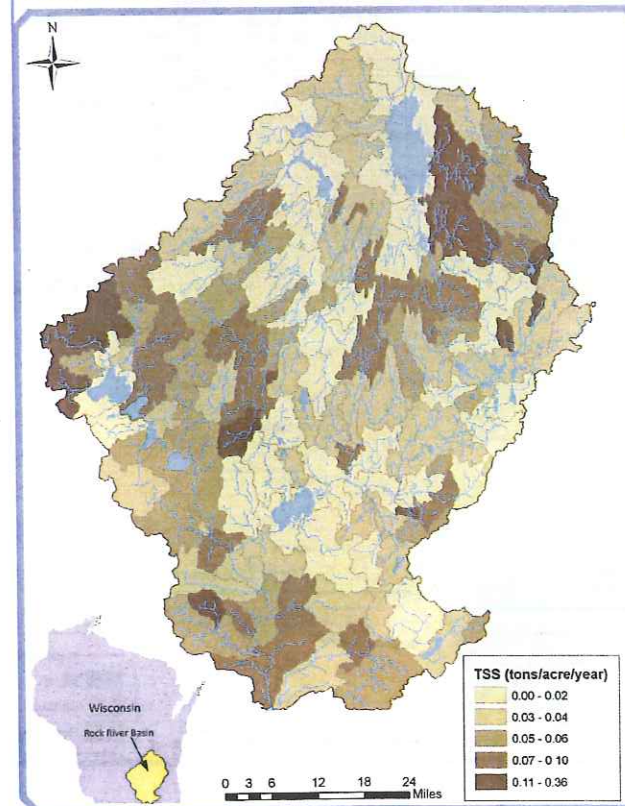 N
TSS (tons/acre/year)
0.00 - 0.02
0.03 - 0.04
0.05 - 0.06
0.07 - 0 10
0.11 - 0.36
Wisconsin
Rock River Basin
0 3 6 12 18 24
Miles